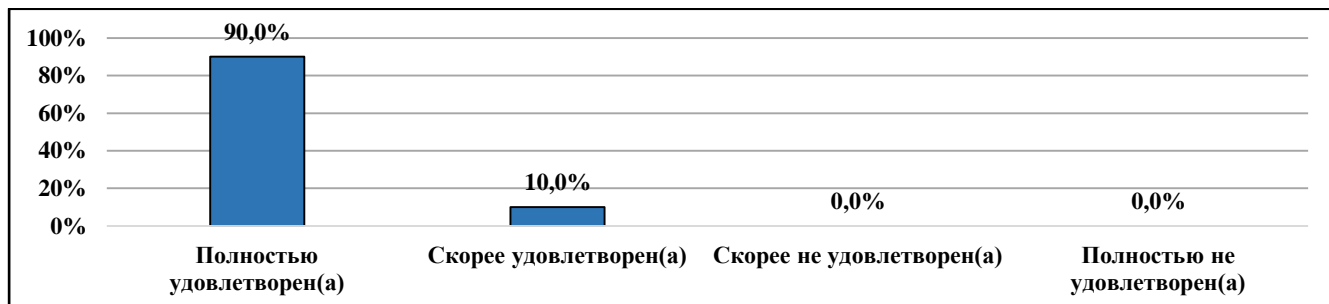 90,0%
100%
80%
60%
40%
20%
0%
10,0%
0,0%
0,0%
Полностью
удовлетворен(а)
Скорее удовлетворен(а)
Скорее не удовлетворен(а)
Полностью не
удовлетворен(а)